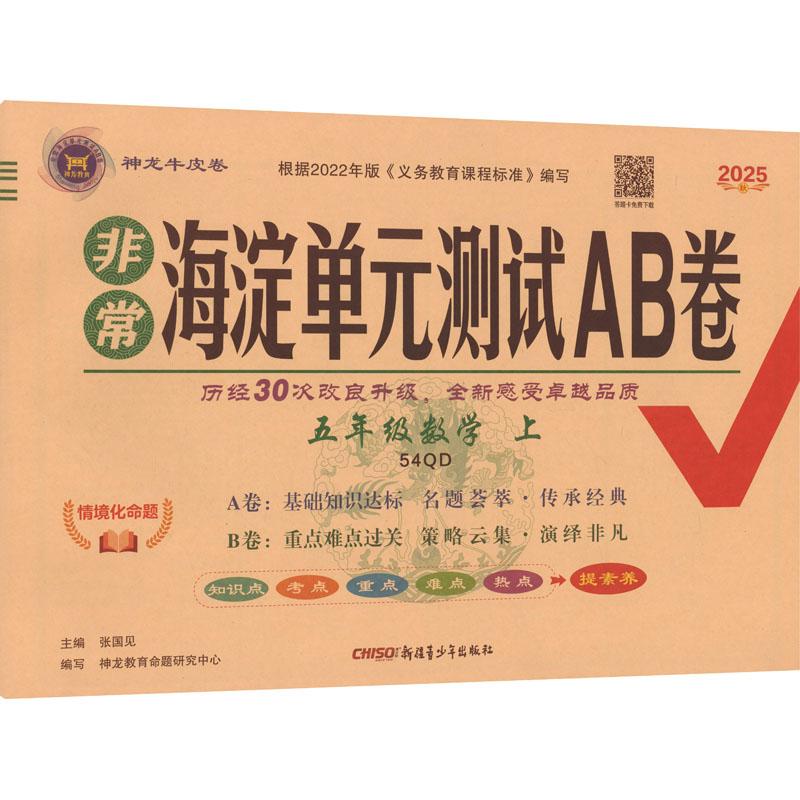 神龙牛皮卷
神龙教育
根据2022年版《义务教育课程标准》编写
答题卡免费下载
2025
秋
非常
海淀单元测试AB卷
历经30次改良升级，全新感受卓越品质
五年级数学 上
54QD
情境化命题
A卷：基础知识达标 名题荟萃·传承经典
B卷：重点难点过关 策略云集·演绎非凡
知识点 考点 重点 难点 热点 提素养
主编 张国见
编写 神龙教育命题研究中心
CHISO 新疆青少年出版社